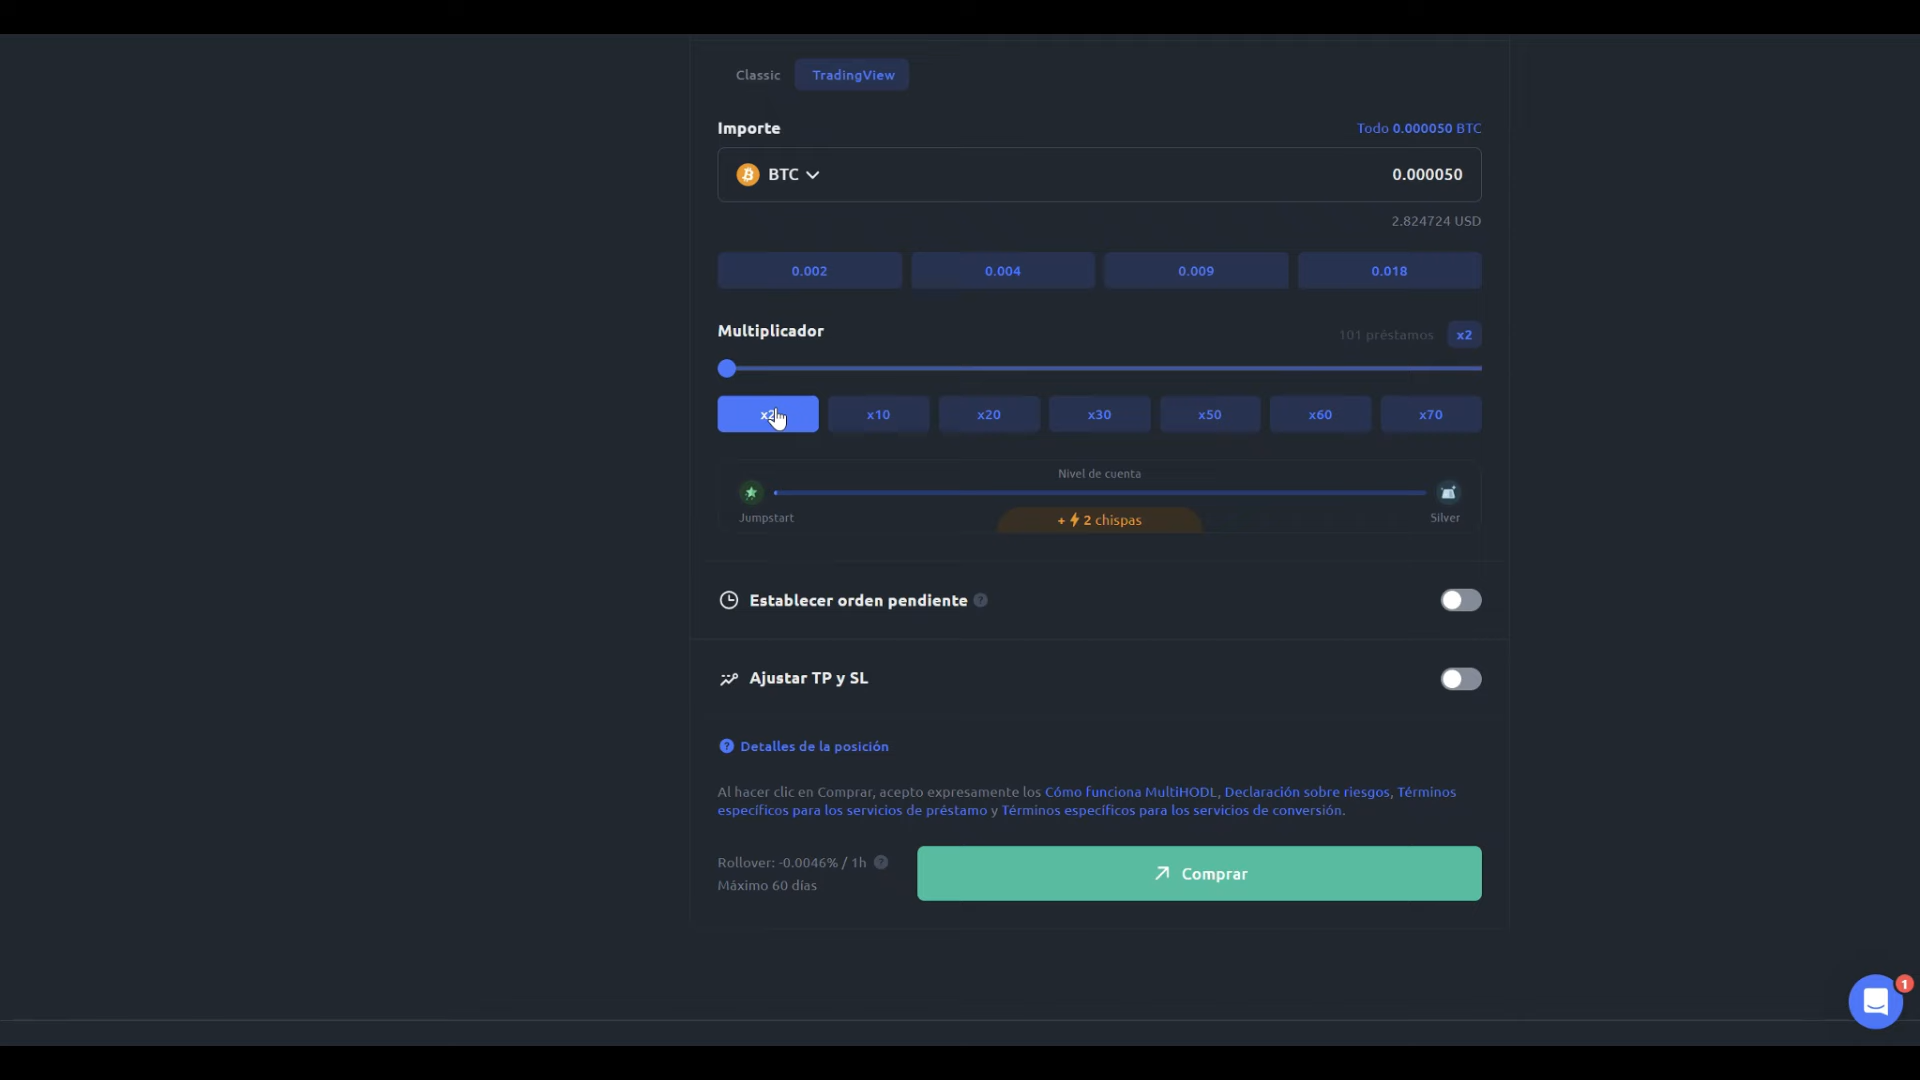 Classic TradingView
Importe Todo 0.000050 BTC
BTC 0.000050
2.824724 USD
0.002 0.004 0.009 0.018
Multiplicador 101 préstamos x2
x2 x10 x20 x30 x50 x60 x70
Nivel de cuenta
Jumpstart + 2 chispas Silver
Establecer orden pendiente ?
Ajustar TP y SL
? Detalles de la posición
Al hacer clic en Comprar, acepto expresamente los Cómo funciona MultiHODL, Declaración sobre riesgos, Términos
específicos para los servicios de préstamo y Términos específicos para los servicios de conversión.
Rollover: -0.0046% / 1h ?
Máximo 60 días
Comprar
1